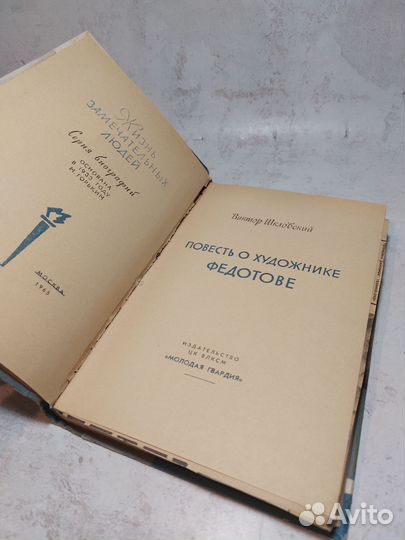 Жизнь
ЗАМЕЧАТЕЛЬНЫХ
ЛЮДЕЙ
Серия биографий
ОСНОВАНА
В 1933 ГОДУ
М. ГОРЬКИМ
МОСКВА
1965
Виктор Шкловский
ПОВЕСТЬ О ХУДОЖНИКЕ
ФЕДОТОВЕ
ИЗДАТЕЛЬСТВО
ЦК ВЛКСМ
«МОЛОДАЯ ГВАРДИЯ»
Avito